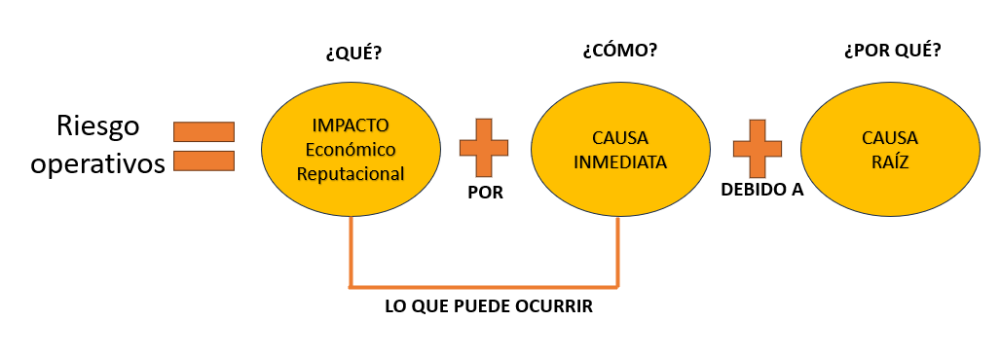 ¿QUÉ?
¿CÓMO?
¿POR QUÉ?
Riesgo
operativos
IMPACTO
Económico
Reputacional
POR
CAUSA
INMEDIATA
DEBIDO A
CAUSA
RAÍZ
LO QUE PUEDE OCURRIR